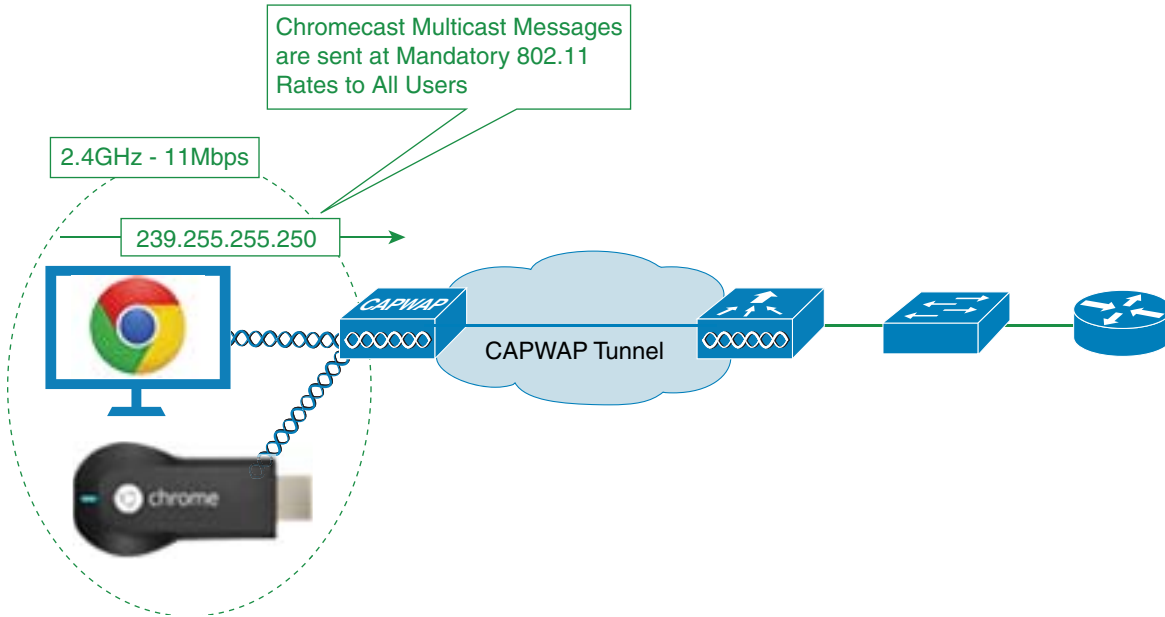 Chromecast Multicast Messages
are sent at Mandatory 802.11
Rates to All Users
2.4GHz - 11Mbps
239.255.255.250
CAPWAP
CAPWAP Tunnel
chrome